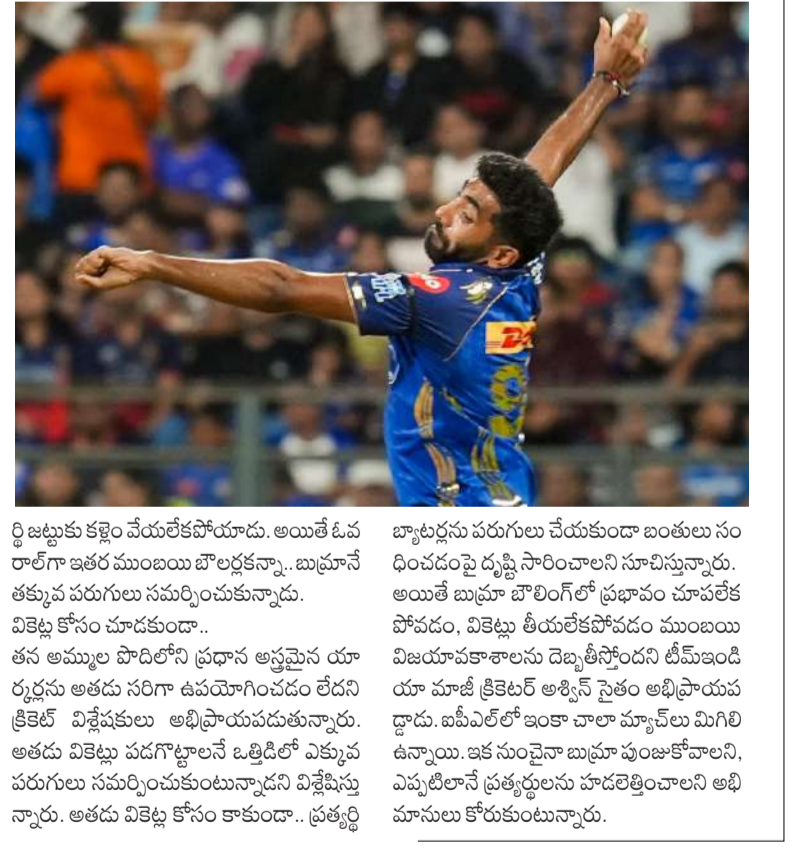 ర్థి జట్టుకు కళ్లెం వేయలేకపోయాడు. అయితే ఓవ
రాల్‌గా ఇతర ముంబయి బౌలర్లకన్నా.. బుమ్రానే
తక్కువ పరుగులు సమర్పించుకున్నాడు.
వికెట్ల కోసం చూడకుండా..
తన అమ్ముల పొదిలోని ప్రధాన అస్త్రమైన యా
ర్కర్లను అతడు సరిగా ఉపయోగించడం లేదని
క్రికెట్ విశ్లేషకులు అభిప్రాయపడుతున్నారు.
అతడు వికెట్లు పడగొట్టాలనే ఒత్తిడిలో ఎక్కువ
పరుగులు సమర్పించుకుంటున్నాడని విశ్లేషిస్తు
న్నారు. అతడు వికెట్ల కోసం కాకుండా.. ప్రత్యర్థి
బ్యాటర్లను పరుగులు చేయకుండా బంతులు సం
ధించడంపై దృష్టి సారించాలని సూచిస్తున్నారు.
అయితే బుమ్రా బౌలింగ్‌లో ప్రభావం చూపలేక
పోవడం, వికెట్లు తీయలేకపోవడం ముంబయి
విజయావకాశాలను దెబ్బతీస్తోందని టీమ్ఇండి
యా మాజీ క్రికెటర్ అశ్విన్ సైతం అభిప్రాయప
డ్డాడు. ఐపీఎల్‌లో ఇంకా చాలా మ్యాచ్‌లు మిగిలి
ఉన్నాయి. ఇక నుంచైనా బుమ్రా పుంజుకోవాలని,
ఎప్పటిలానే ప్రత్యర్థులను హడలెత్తించాలని అభి
మానులు కోరుకుంటున్నారు.